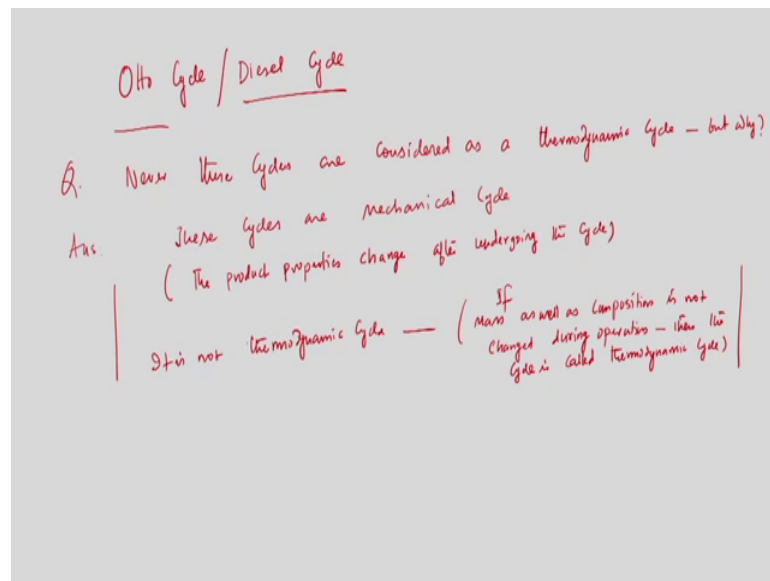 Otto Cycle / Diesel Cycle
Q. Never these Cycles are Considered as a thermodynamic Cycle – but why?
Ans. These Cycles are mechanical Cycle
( The product properties change after undergoing the Cycle)
If
It is not thermodynamic Cycle — ( mass as well as composition is not
changed during operation – then the
Cycle is called thermodynamic Cycle)